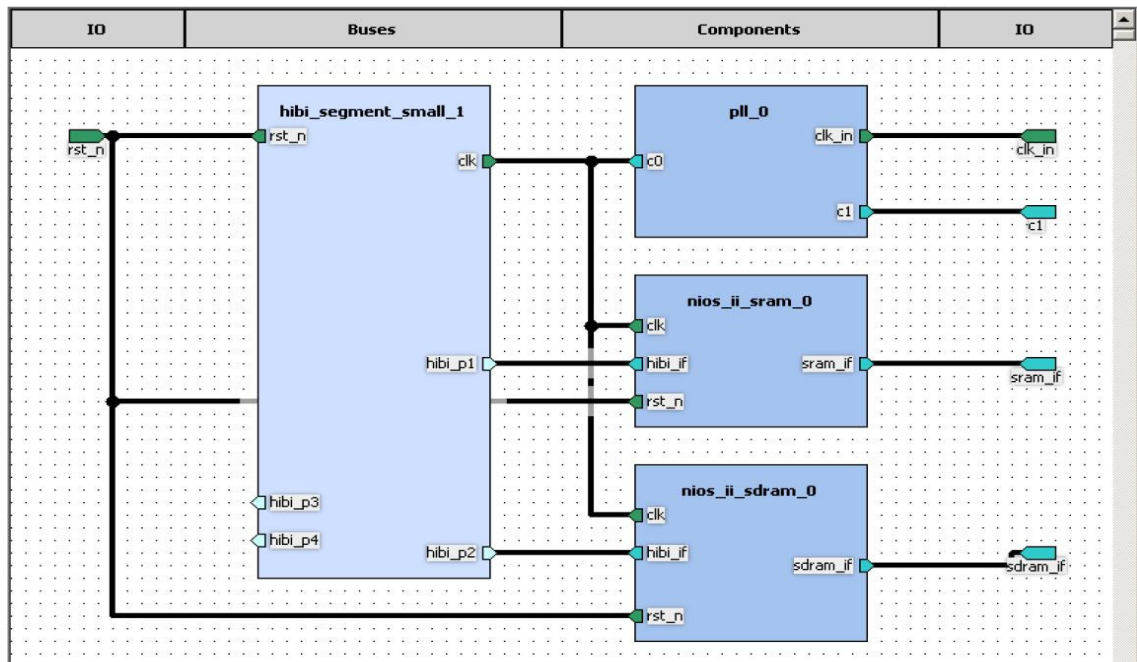 IO Buses Components IO
hibi_segment_small_1
rst_n
rst_n
clk
hibi_p1
hibi_p3
hibi_p4
hibi_p2
pll_0
clk_in
c0
c1
clk_in
c1
nios_ii_sram_0
clk
hibi_if
sram_if
rst_n
sram_if
nios_ii_sdram_0
clk
hibi_if
sdram_if
rst_n
sdram_if